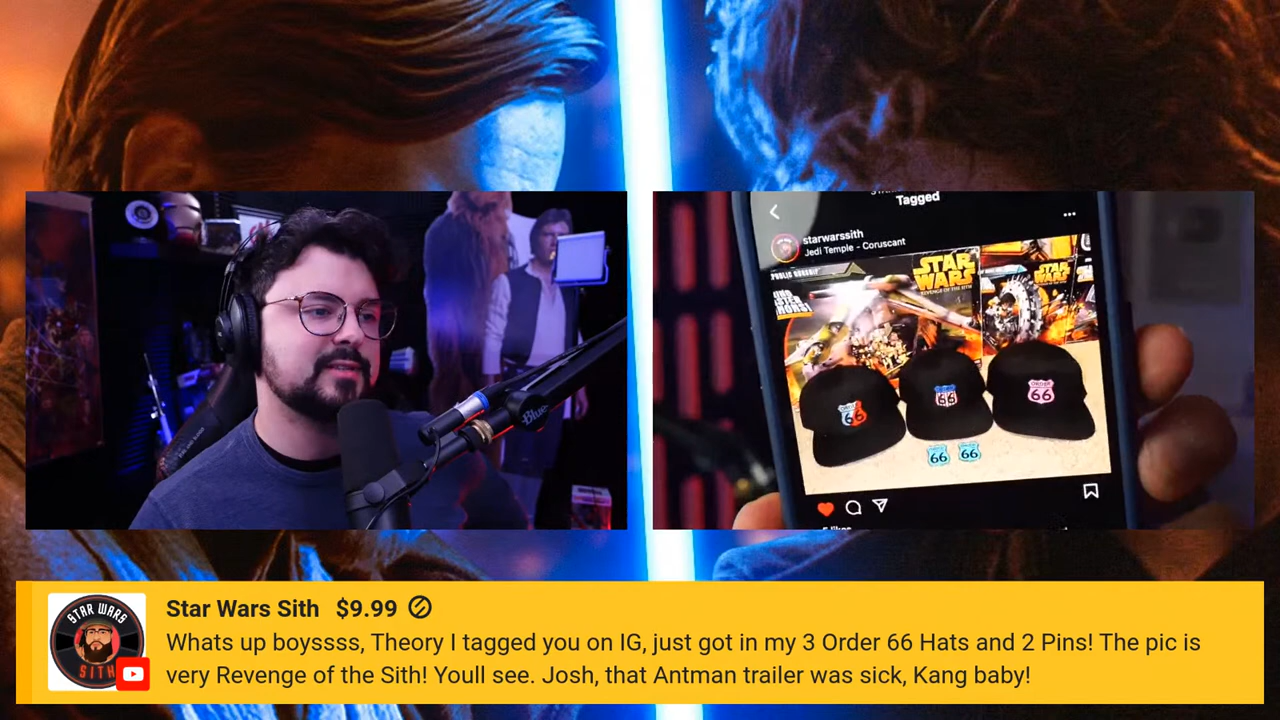 Tagged
starwarssith
Jedi Temple - Coruscant
STAR
WARS
REVENGE OF THE SITH
STAR
WARS
ORDER
66
66
ORDER
66
66
66
Blue
Star Wars Sith $9.99
Whats up boyssss, Theory I tagged you on IG, just got in my 3 Order 66 Hats and 2 Pins! The pic is
very Revenge of the Sith! Youll see. Josh, that Antman trailer was sick, Kang baby!
STAR WARS
SITH